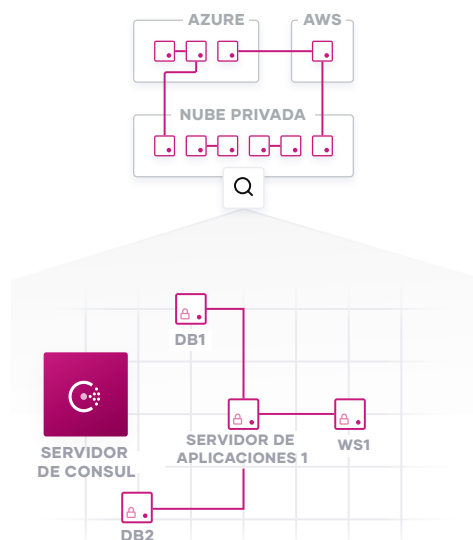 AZURE
AWS
NUBE PRIVADA
DB1
SERVIDOR DE
APLICACIONES 1
WS1
SERVIDOR
DE CONSUL
DB2